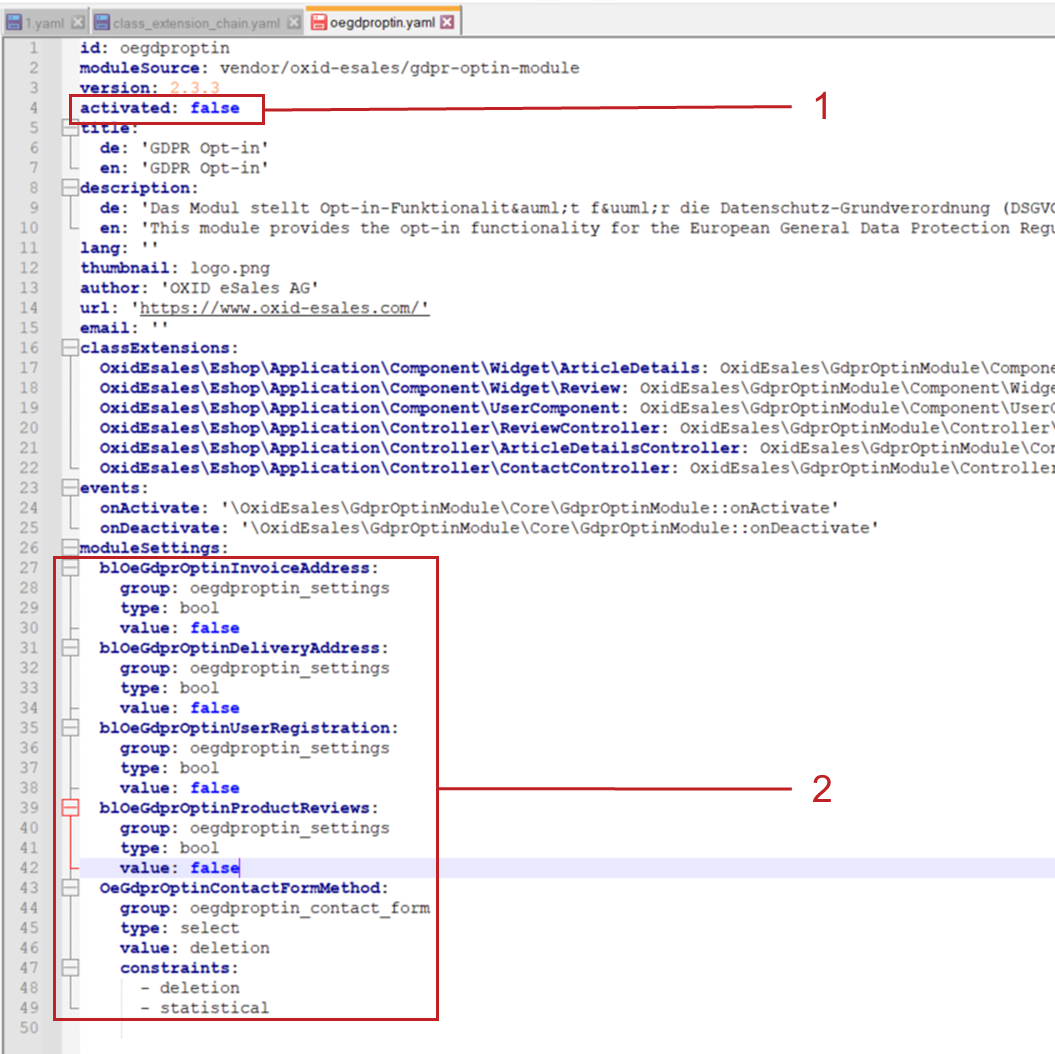 1.yaml class_extension_chain.yaml oegdproptin.yaml
1 id: oegdproptin
2 moduleSource: vendor/oxid-esales/gdpr-optin-module
3 version: 2.3.3
4 activated: false
1
5 title:
6 de: 'GDPR Opt-in'
7 en: 'GDPR Opt-in'
8 description:
9 de: 'Das Modul stellt Opt-in-Funktionalit&auml;t f&uuml;r die Datenschutz-Grundverordnung (DSGVO
10 en: 'This module provides the opt-in functionality for the European General Data Protection Regu
11 lang: ''
12 thumbnail: logo.png
13 author: 'OXID eSales AG'
14 url: 'https://www.oxid-esales.com/'
15 email: ''
16 classExtensions:
17 OxidEsales\Eshop\Application\Component\Widget\ArticleDetails: OxidEsales\GdprOptinModule\Compone
18 OxidEsales\Eshop\Application\Component\Widget\Review: OxidEsales\GdprOptinModule\Component\Widge
19 OxidEsales\Eshop\Application\Component\UserComponent: OxidEsales\GdprOptinModule\Component\UserC
20 OxidEsales\Eshop\Application\Controller\ReviewController: OxidEsales\GdprOptinModule\Controller\
21 OxidEsales\Eshop\Application\Controller\ArticleDetailsController: OxidEsales\GdprOptinModule\Con
22 OxidEsales\Eshop\Application\Controller\ContactController: OxidEsales\GdprOptinModule\Controller
23 events:
24 onActivate: '\OxidEsales\GdprOptinModule\Core\GdprOptinModule::onActivate'
25 onDeactivate: '\OxidEsales\GdprOptinModule\Core\GdprOptinModule::onDeactivate'
26 moduleSettings:
27 blOeGdprOptinInvoiceAddress:
28 group: oegdproptin_settings
29 type: bool
30 value: false
31 blOeGdprOptinDeliveryAddress:
32 group: oegdproptin_settings
33 type: bool
34 value: false
35 blOeGdprOptinUserRegistration:
36 group: oegdproptin_settings
37 type: bool
38 value: false
2
39 blOeGdprOptinProductReviews:
40 group: oegdproptin_settings
41 type: bool
42 value: false
43 OeGdprOptinContactFormMethod:
44 group: oegdproptin_contact_form
45 type: select
46 value: deletion
47 constraints:
48 - deletion
49 - statistical
50